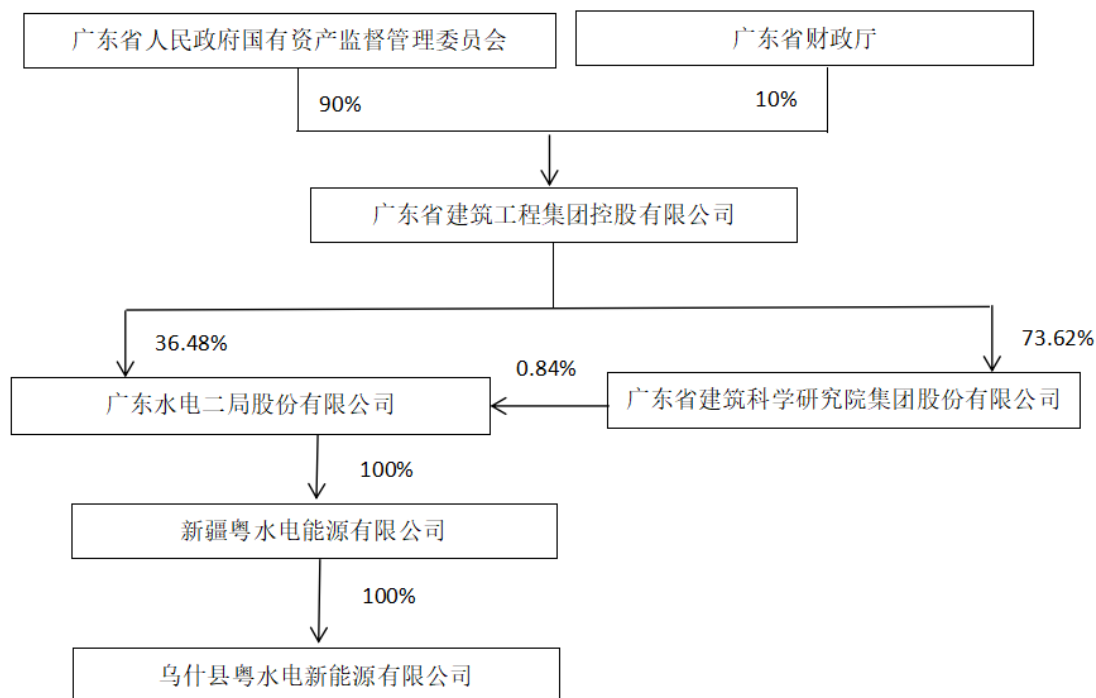 广东省人民政府国有资产监督管理委员会
广东省财政厅
90%
10%
广东省建筑工程集团控股有限公司
36.48%
73.62%
0.84%
广东水电二局股份有限公司
广东省建筑科学研究院集团股份有限公司
100%
新疆粤水电能源有限公司
100%
乌什县粤水电新能源有限公司